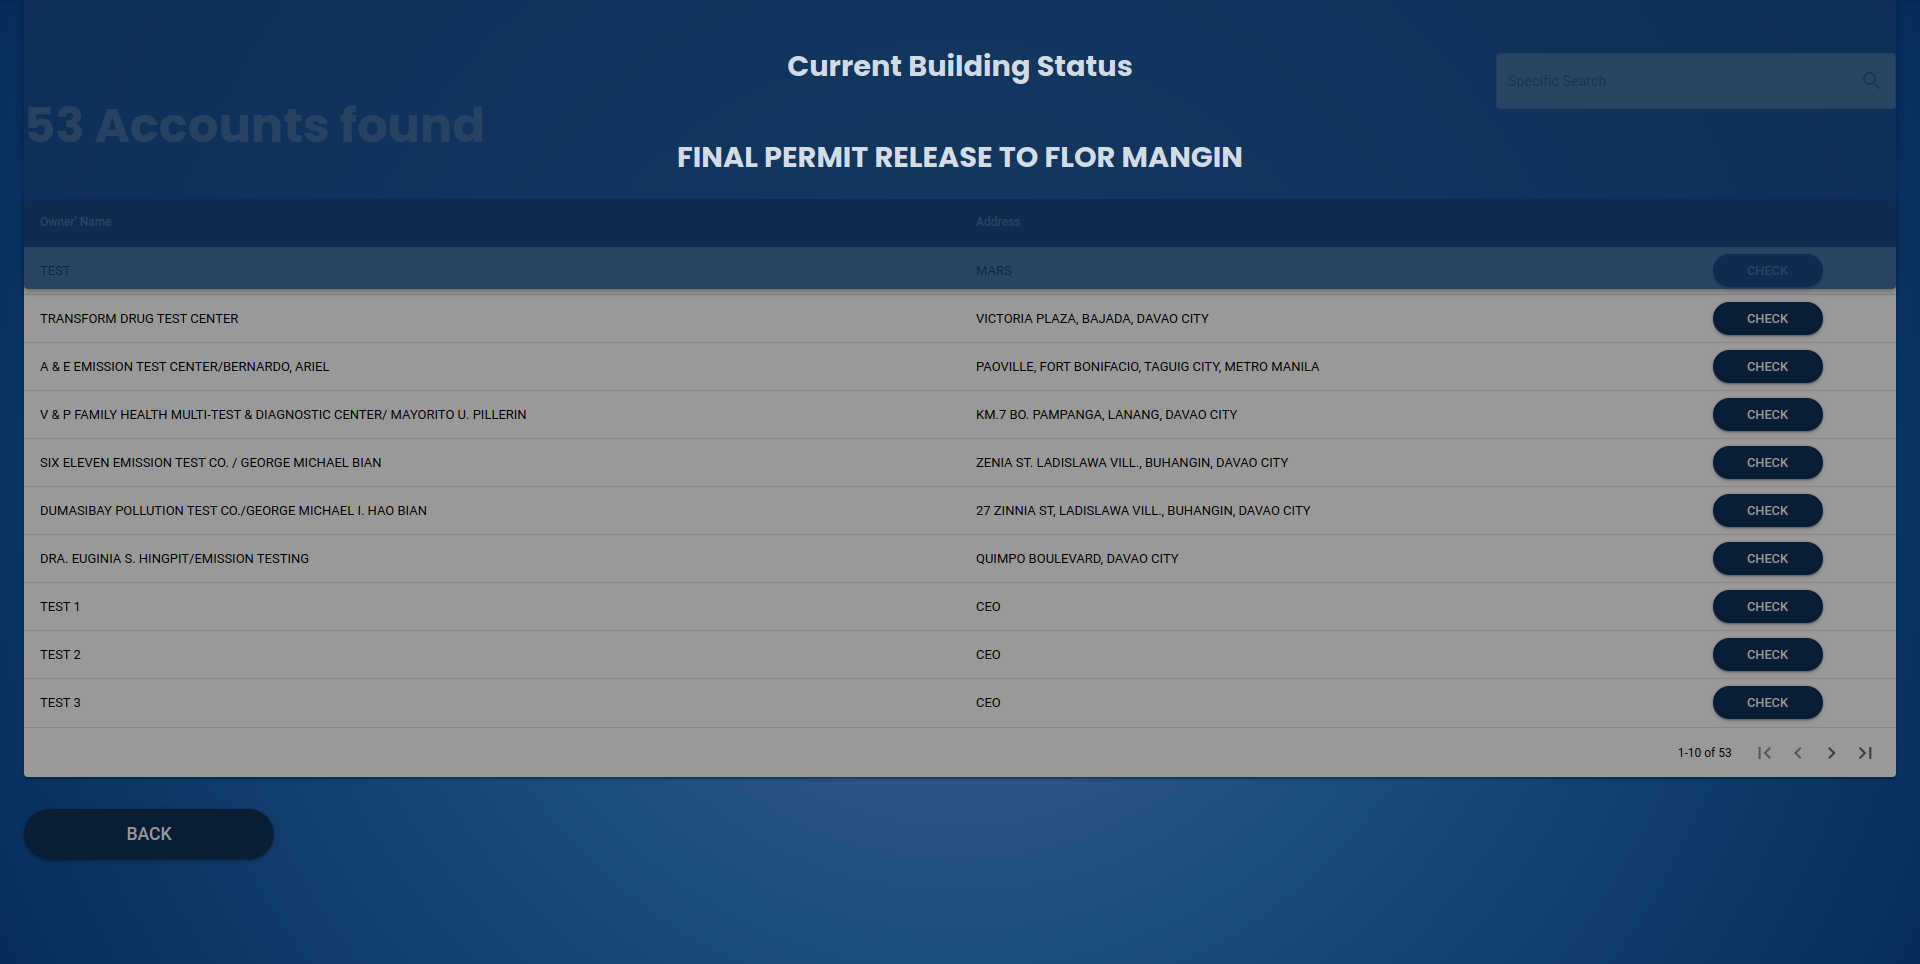 Current Building Status
Specific Search
53 Accounts found
FINAL PERMIT RELEASE TO FLOR MANGIN
Owner' Name Address
TEST MARS CHECK
TRANSFORM DRUG TEST CENTER VICTORIA PLAZA, BAJADA, DAVAO CITY CHECK
A & E EMISSION TEST CENTER/BERNARDO, ARIEL PAOVILLE, FORT BONIFACIO, TAGUIG CITY, METRO MANILA CHECK
V & P FAMILY HEALTH MULTI-TEST & DIAGNOSTIC CENTER/ MAYORITO U. PILLERIN KM.7 BO. PAMPANGA, LANANG, DAVAO CITY CHECK
SIX ELEVEN EMISSION TEST CO. / GEORGE MICHAEL BIAN ZENIA ST. LADISLAWA VILL., BUHANGIN, DAVAO CITY CHECK
DUMASIBAY POLLUTION TEST CO./GEORGE MICHAEL I. HAO BIAN 27 ZINNIA ST, LADISLAWA VILL., BUHANGIN, DAVAO CITY CHECK
DRA. EUGINIA S. HINGPIT/EMISSION TESTING QUIMPO BOULEVARD, DAVAO CITY CHECK
TEST 1 CEO CHECK
TEST 2 CEO CHECK
TEST 3 CEO CHECK
1-10 of 53
BACK